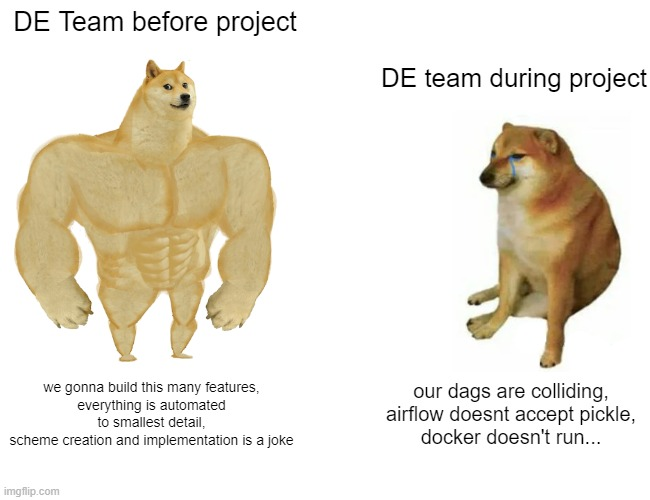 DE Team before project
we gonna build this many features,
everything is automated
to smallest detail,
scheme creation and implementation is a joke
DE team during project
our dags are colliding,
airflow doesnt accept pickle,
docker doesn't run...
imgflip.com